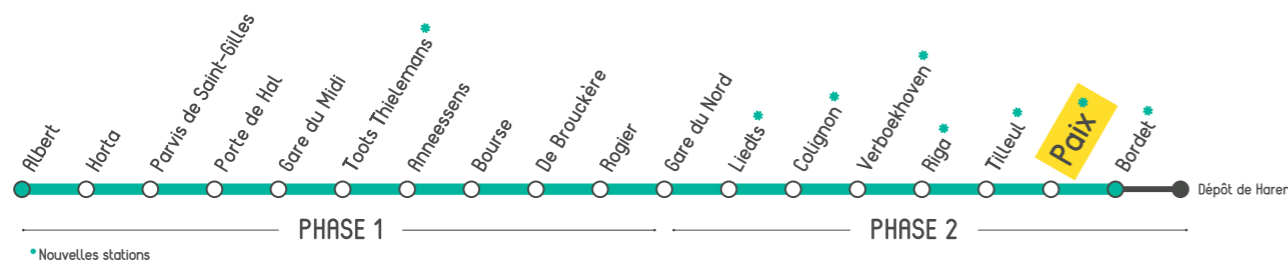 Albert
Horta
Parvis de Saint-Gilles
Porte de Hal
Gare du Midi
Toots Thielemans*
Anneessens
Bourse
De Brouckère
Rogier
Gare du Nord
Liedts*
Colignon*
Verboekhoven*
Riga*
Tilleul*
Paix*
Bordet*
Dépôt de Haren
PHASE 1
PHASE 2
* Nouvelles stations